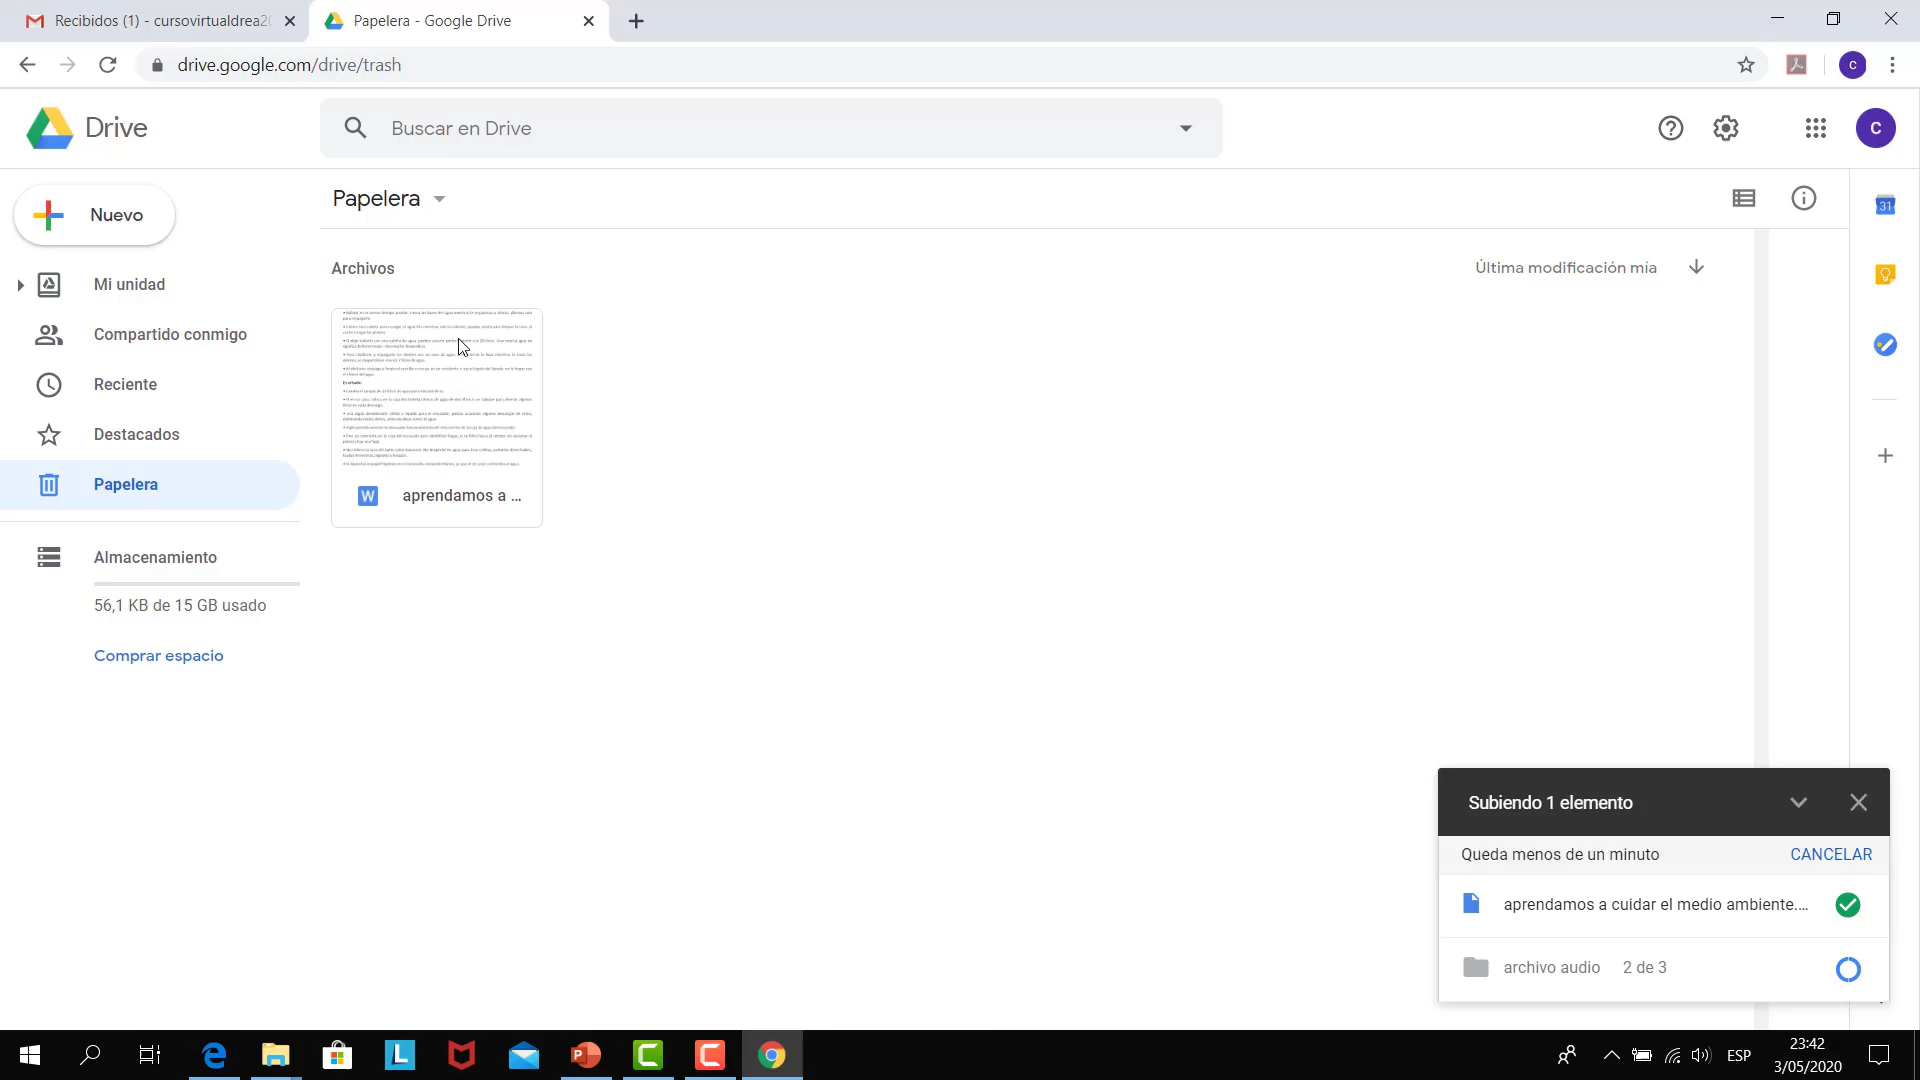 Recibidos (1) - cursovirtualdrea20
Papelera - Google Drive
drive.google.com/drive/trash
C
Drive
Buscar en Drive
C
Nuevo
Papelera
31
Archivos
Última modificación mía
Mi unidad
Compartido conmigo
Reciente
Destacados
Papelera
W aprendamos a ...
Almacenamiento
56,1 KB de 15 GB usado
Comprar espacio
Subiendo 1 elemento
Queda menos de un minuto
CANCELAR
aprendamos a cuidar el medio ambiente....
archivo audio 2 de 3
ESP
23:42
3/05/2020